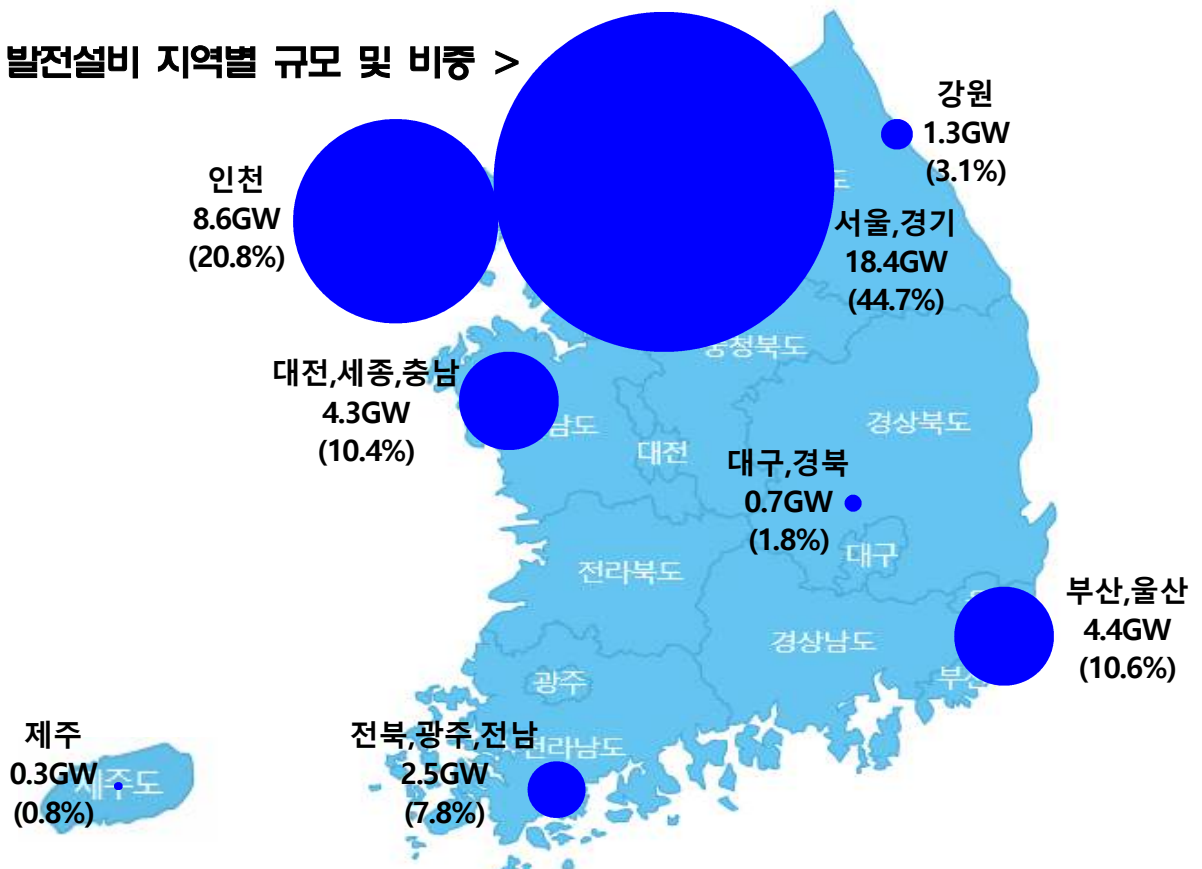 발전설비 지역별 규모 및 비중 >
강원
1.3GW
(3.1%)
인천
8.6GW
(20.8%)
도
서울,경기
18.4GW
(44.7%)
충청북도
대전,세종,충남
4.3GW
(10.4%)
남도
대전
경상북도
대구,경북
0.7GW
(1.8%)
대구
전라북도
부산,울산
4.4GW
(10.6%)
경상남도
부산
광주
전북,광주,전남
2.5GW
(7.8%)
전라남도
제주
0.3GW
(0.8%)
제주도